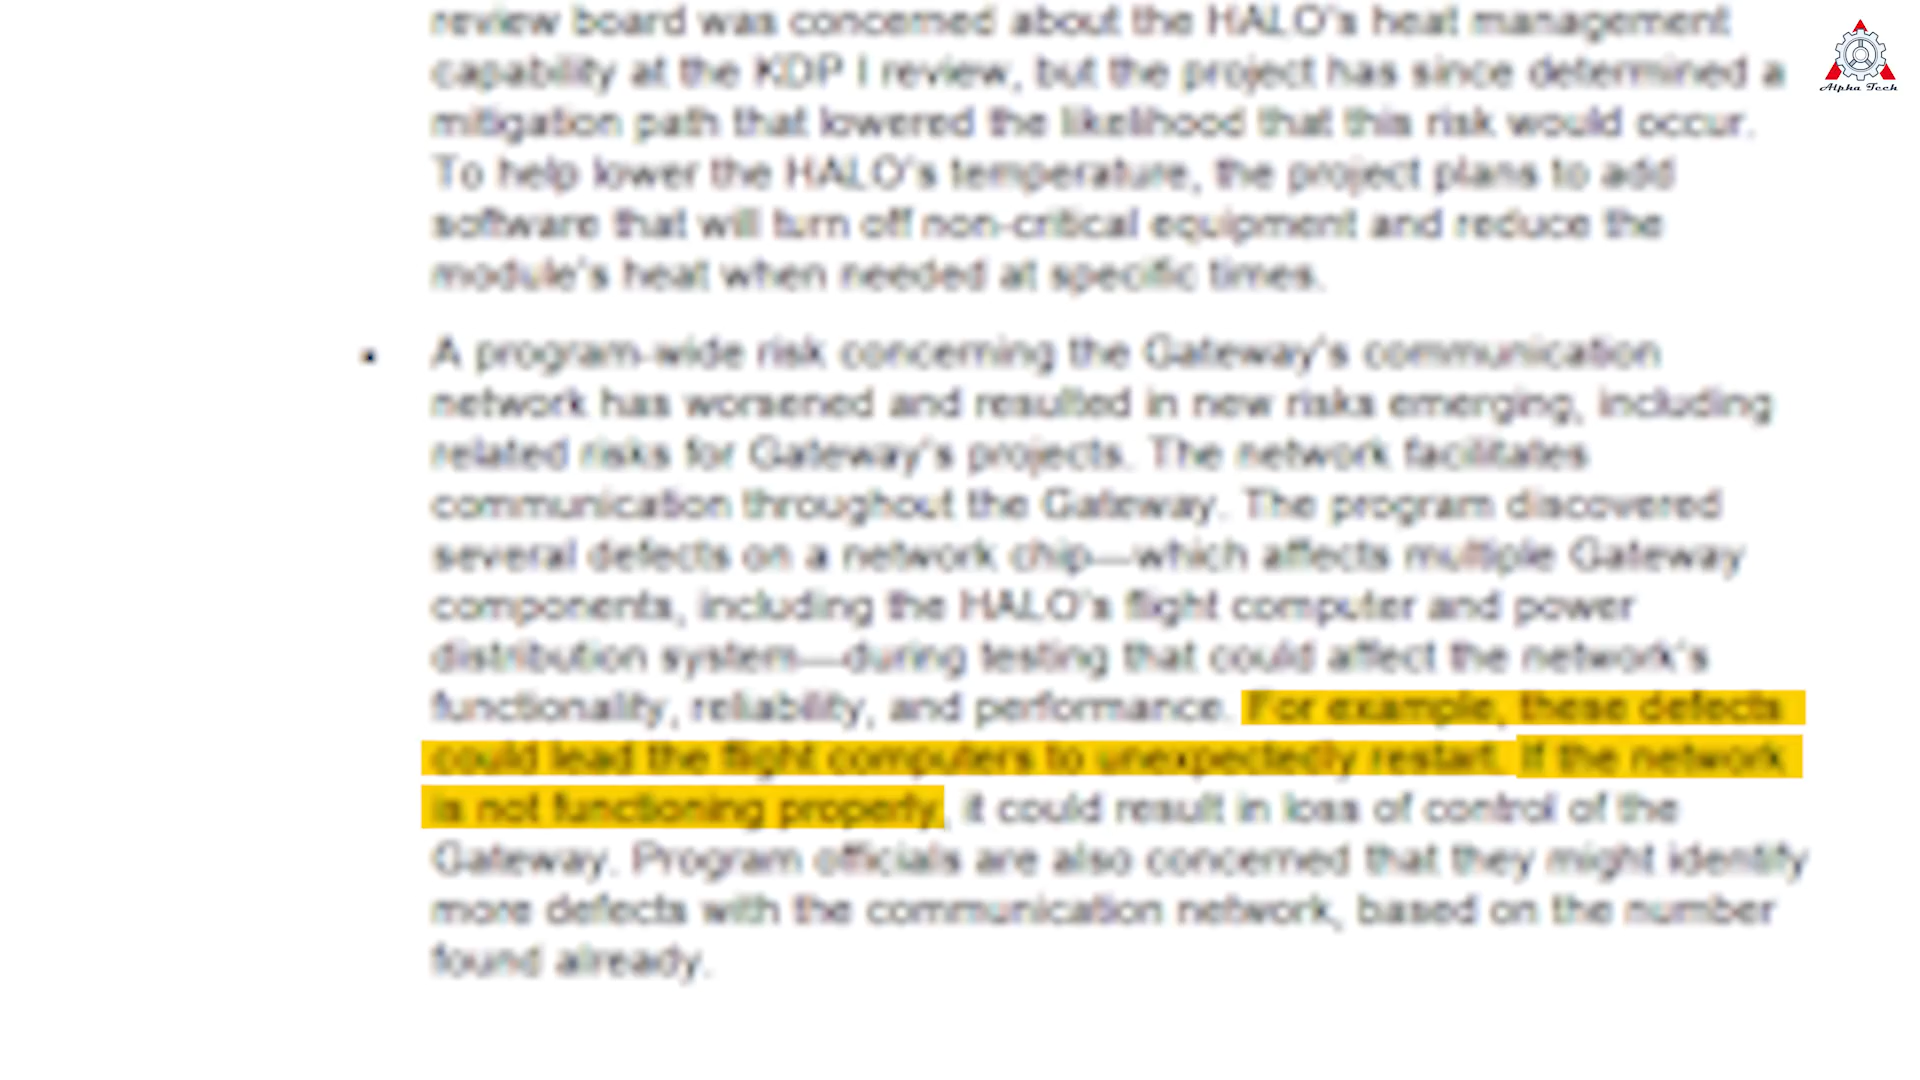 review board was concerned about the HALO's heat management
capability at the KDP I review, but the project has since determined a
mitigation path that lowered the likelihood that this risk would occur.
To help lower the HALO's temperature, the project plans to add
software that will turn off non-critical equipment and reduce the
module's heat when needed at specific times.
▪ A program-wide risk concerning the Gateway's communication
network has worsened and resulted in new risks emerging, including
related risks for Gateway's projects. The network facilitates
communication throughout the Gateway. The program discovered
several defects on a network chip—which affects multiple Gateway
components, including the HALO's flight computer and power
distribution system—during testing that could affect the network's
functionality, reliability, and performance. For example, these defects
could lead the flight computers to unexpectedly restart. If the network
is not functioning properly, it could result in loss of control of the
Gateway. Program officials are also concerned that they might identify
more defects with the communication network, based on the number
found already.
Alpha Tech